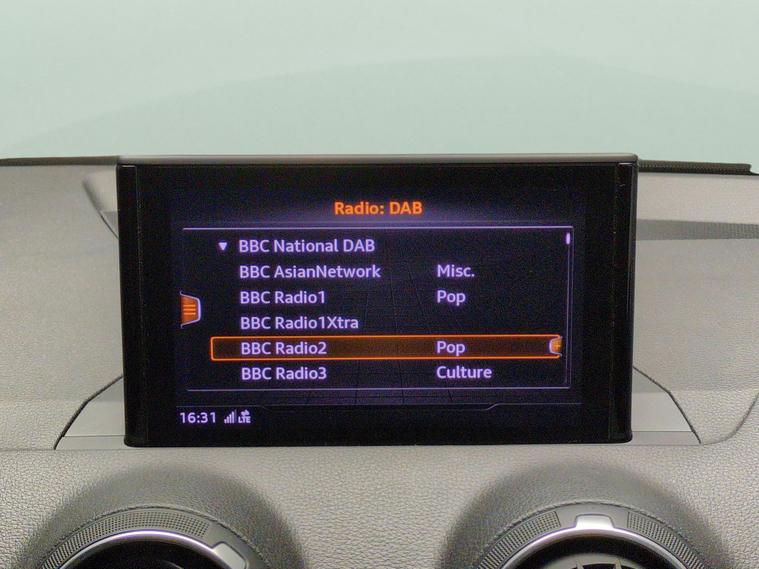 Radio: DAB
BBC National DAB
BBC AsianNetwork Misc.
BBC Radio1 Pop
BBC Radio1Xtra
BBC Radio2 Pop
BBC Radio3 Culture
16:31 LTE